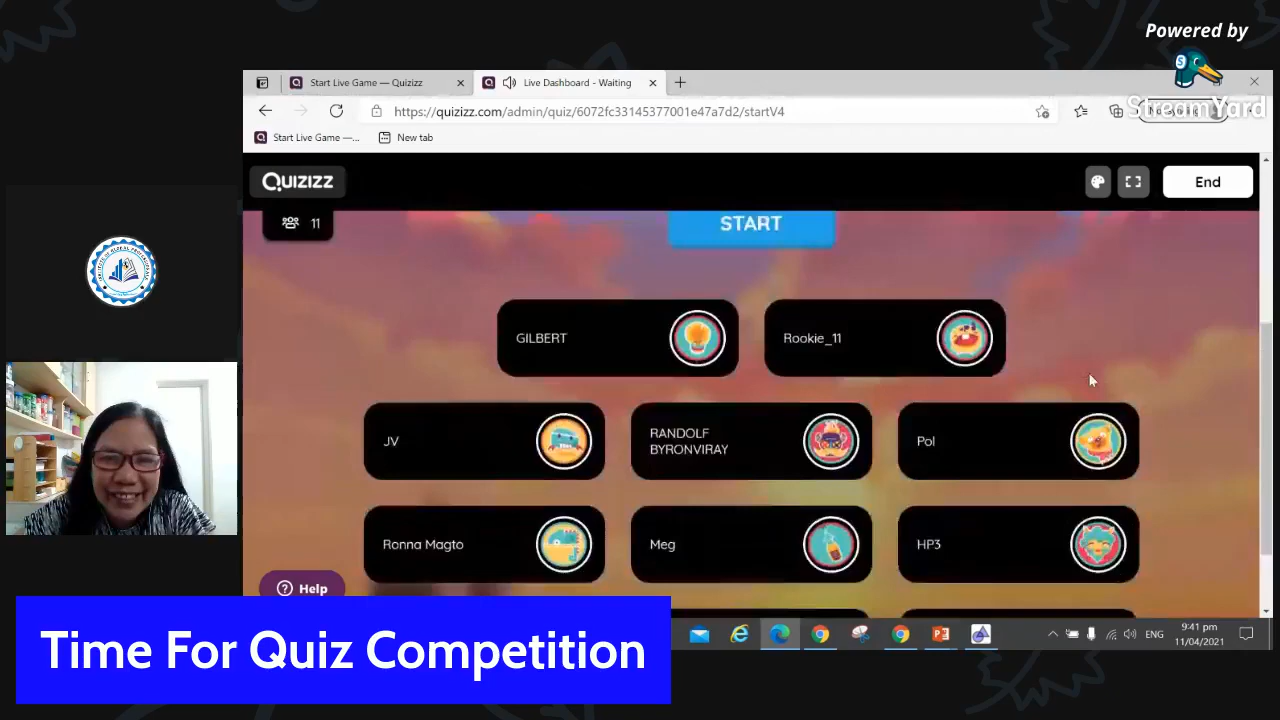 Powered by
StreamYard
Start Live Game — Quizizz
Live Dashboard - Waiting
https://quizizz.com/admin/quiz/6072fc33145377001e47a7d2/startV4
Start Live Game —...
New tab
Quizizz
End
11
START
GILBERT
Rookie_11
JV
RANDOLF
BYRONVIRAY
Pol
Ronna Magto
Meg
HP3
Help
Time For Quiz Competition
ENG
9:41 pm
11/04/2021